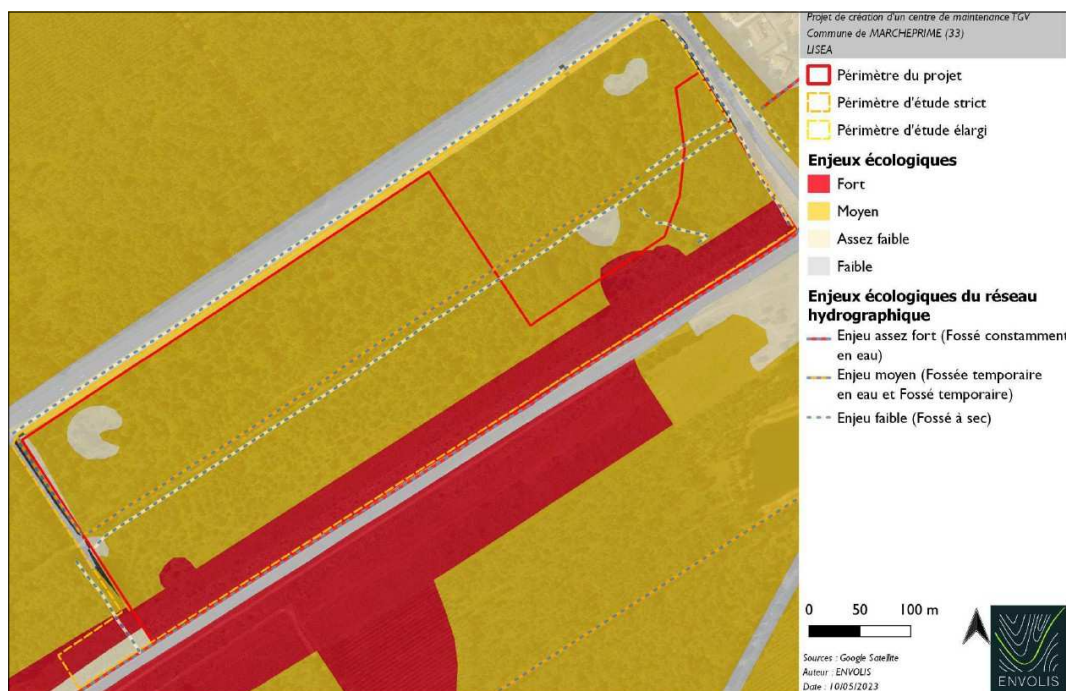 Projet de création d'un centre de maintenance TGV
Commune de MARCHEPRIME (33)
LISEA
Périmètre du projet
Périmètre d'étude strict
Périmètre d'étude élargi
Enjeux écologiques
Fort
Moyen
Assez faible
Faible
Enjeux écologiques du réseau
hydrographique
Enjeu assez fort (Fossé constamment
en eau)
Enjeu moyen (Fossée temporaire
en eau et Fossé temporaire)
Enjeu faible (Fossé à sec)
0 50 100 m
Sources : Google Satellite
Auteur : ENVOLIS
Date : 10/05/2023
ENVOLIS